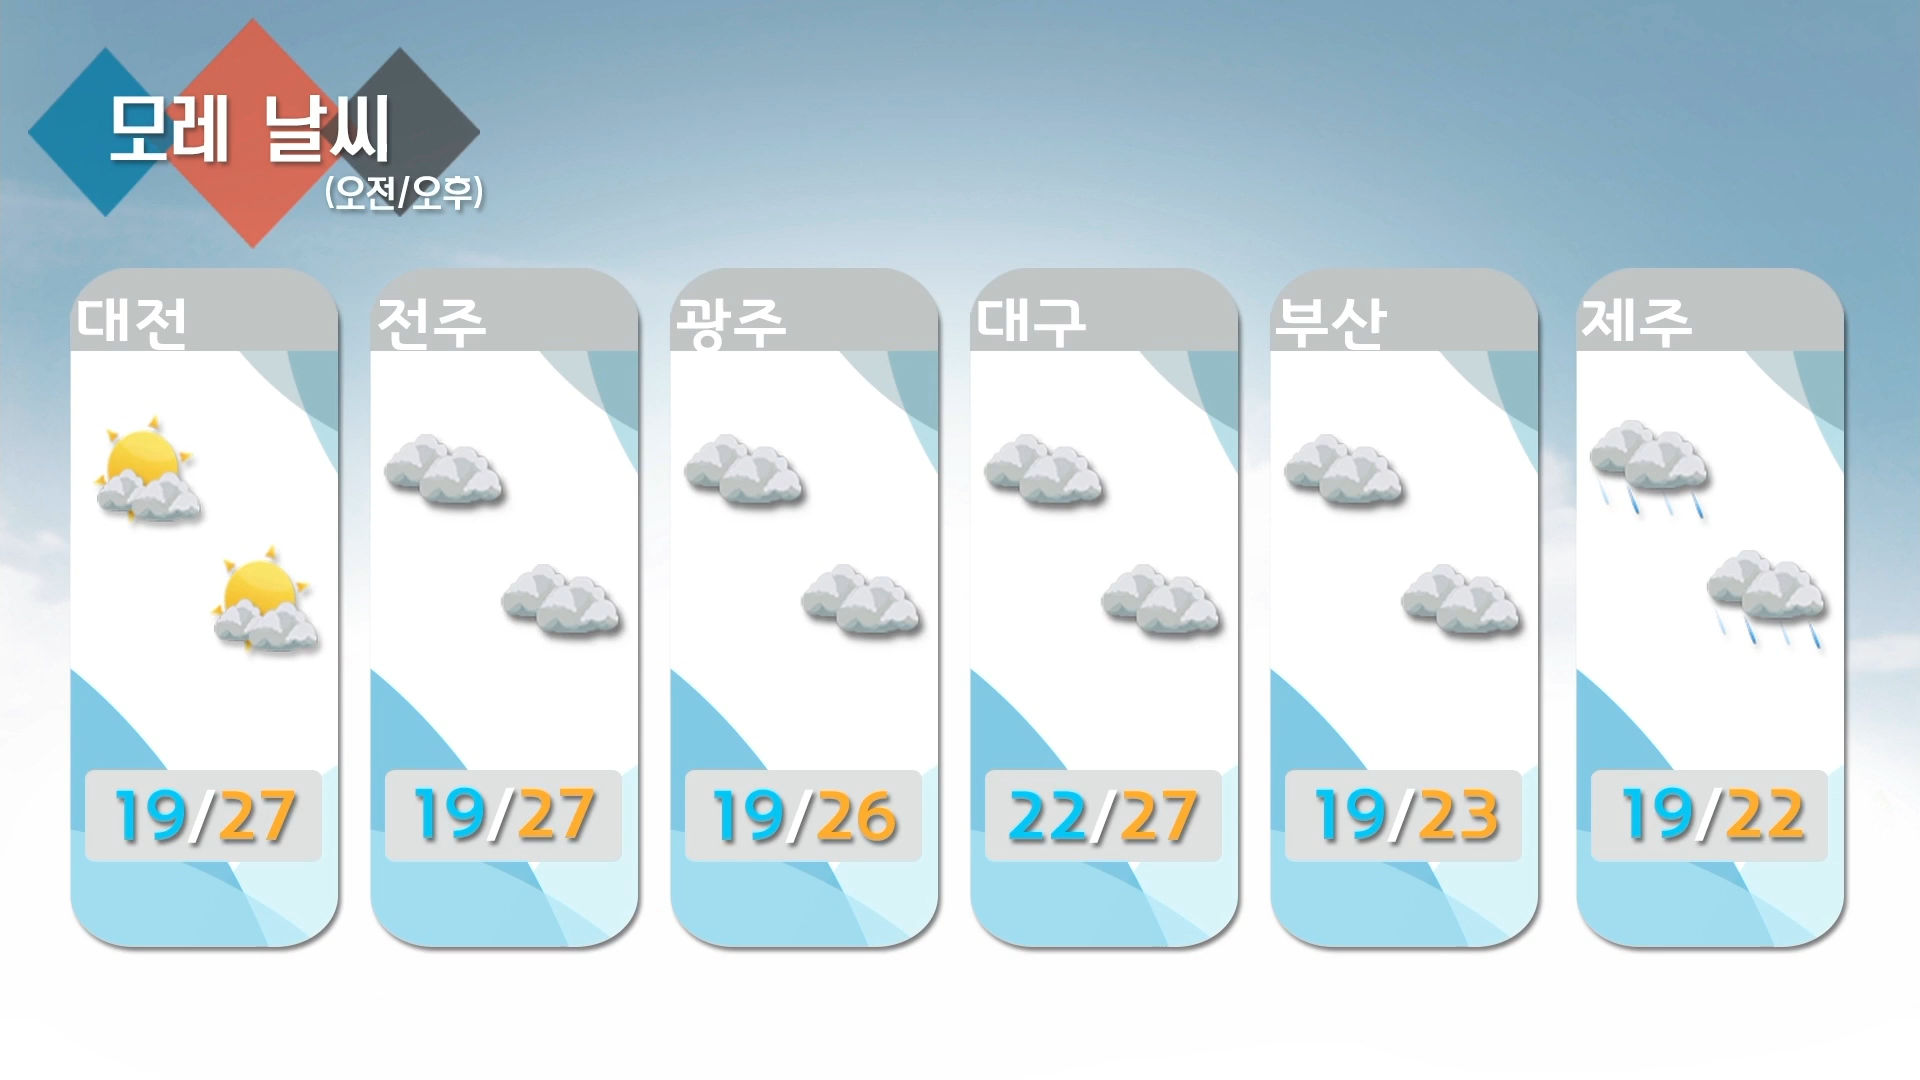 모레 날씨
(오전/오후)
대전
전주
광주
대구
부산
제주
19/27
19/27
19/26
22/27
19/23
19/22